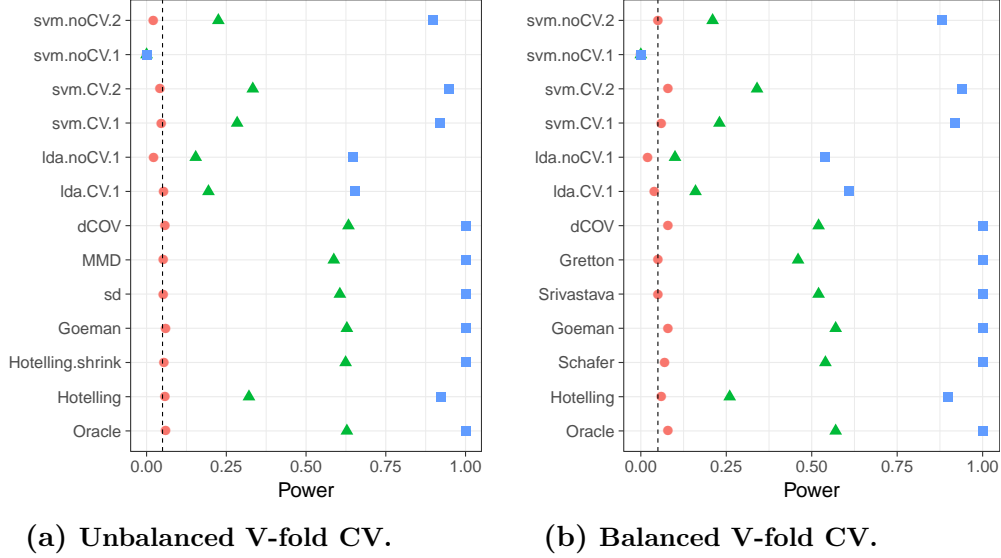 svm.noCV.2
svm.noCV.1
svm.CV.2
svm.CV.1
lda.noCV.1
lda.CV.1
dCOV
MMD
sd
Goeman
Hotelling.shrink
Hotelling
Oracle
0.00 0.25 0.50 0.75 1.00
Power
(a) Unbalanced V-fold CV.
svm.noCV.2
svm.noCV.1
svm.CV.2
svm.CV.1
lda.noCV.1
lda.CV.1
dCOV
Gretton
Srivastava
Goeman
Schafer
Hotelling
Oracle
0.00 0.25 0.50 0.75 1.00
Power
(b) Balanced V-fold CV.